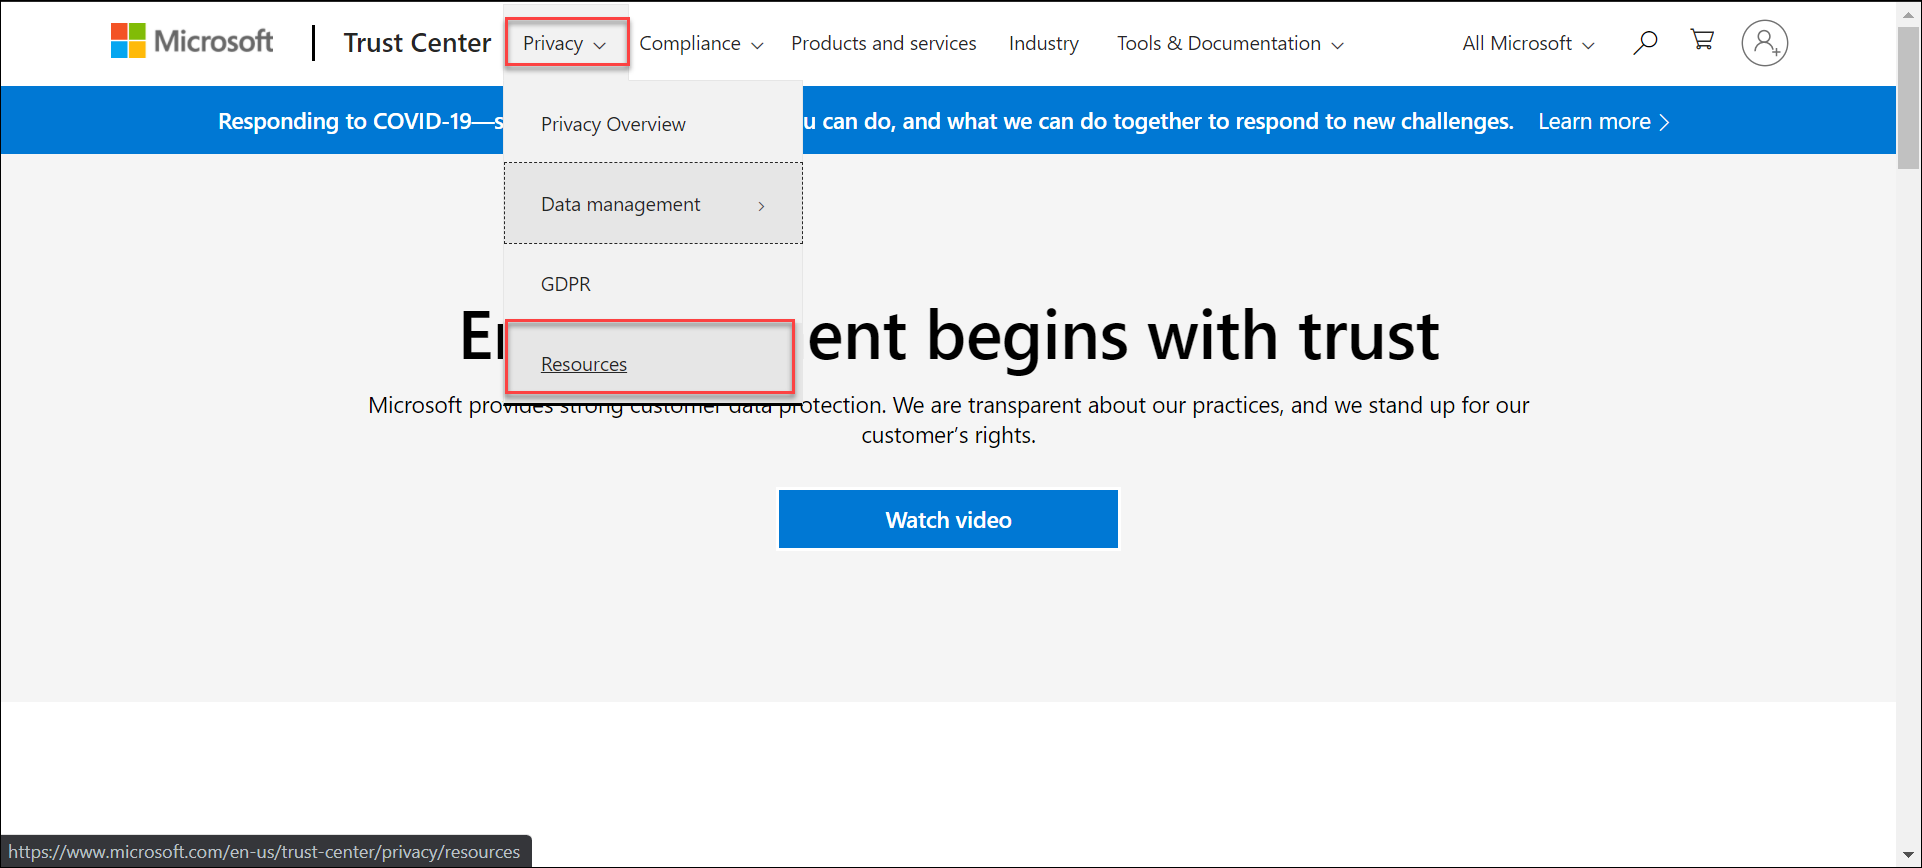 Microsoft Trust Center Privacy Compliance Products and services Industry Tools & Documentation All Microsoft
Responding to COVID-19— u can do, and what we can do together to respond to new challenges. Learn more
Privacy Overview
Data management
GDPR
ent begins with trust
Resources
Microsoft provides strong customer data protection. We are transparent about our practices, and we stand up for our
customer's rights.
Watch video
https://www.microsoft.com/en-us/trust-center/privacy/resources